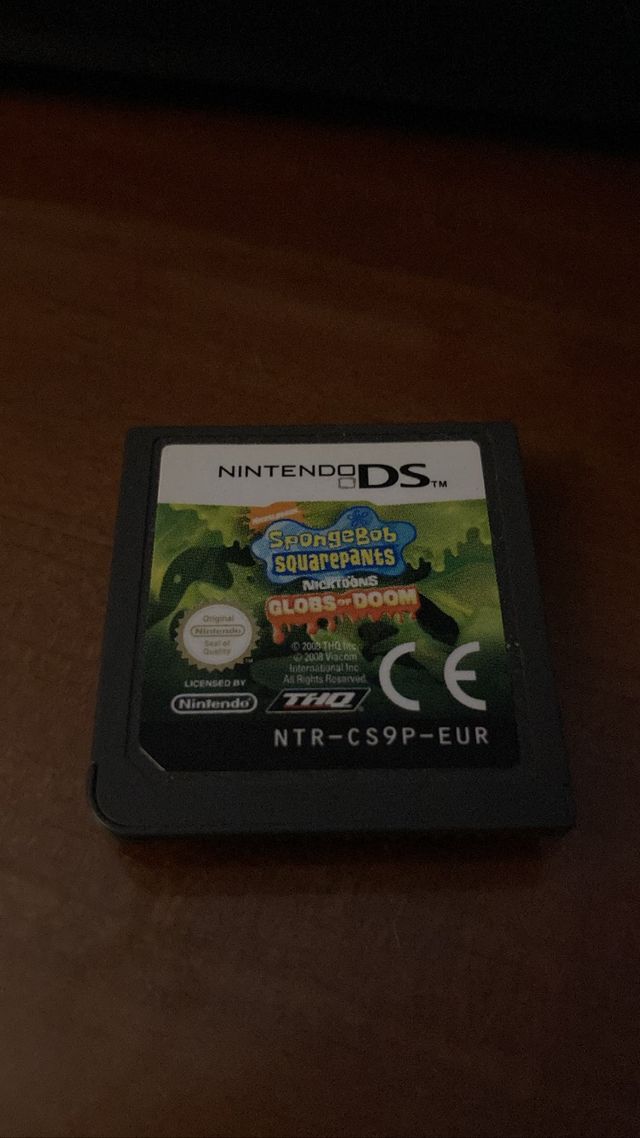 NINTENDO DS™
NICKELODEON
SpongeBob
SQUAREPANTS
NICKTOONS
GLOBS OF DOOM
Original
Nintendo
Seal of
Quality
TM
© 2008 THQ Inc.
© 2008 Viacom
International Inc.
All Rights Reserved.
LICENSED BY
Nintendo
THQ
CE
NTR-CS9P-EUR